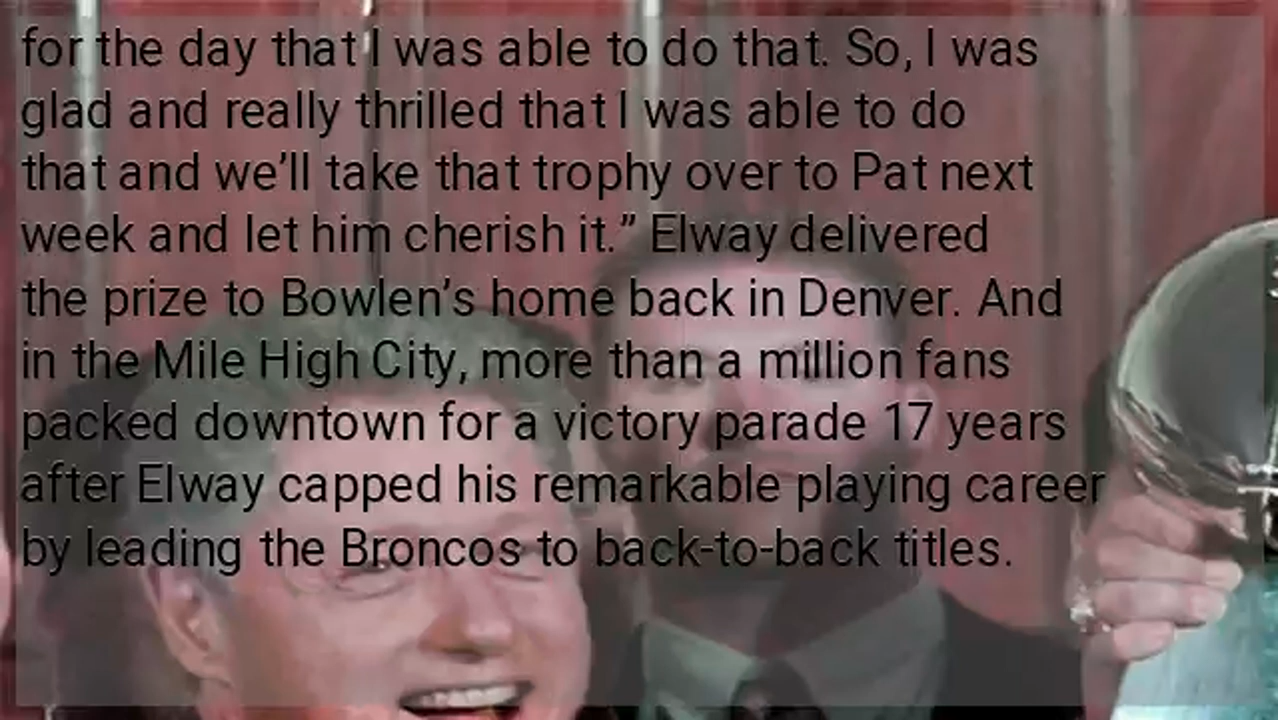 for the day that I was able to do that. So, I was
glad and really thrilled that I was able to do
that and we’ll take that trophy over to Pat next
week and let him cherish it.” Elway delivered
the prize to Bowlen’s home back in Denver. And
in the Mile High City, more than a million fans
packed downtown for a victory parade 17 years
after Elway capped his remarkable playing career
by leading the Broncos to back-to-back titles.